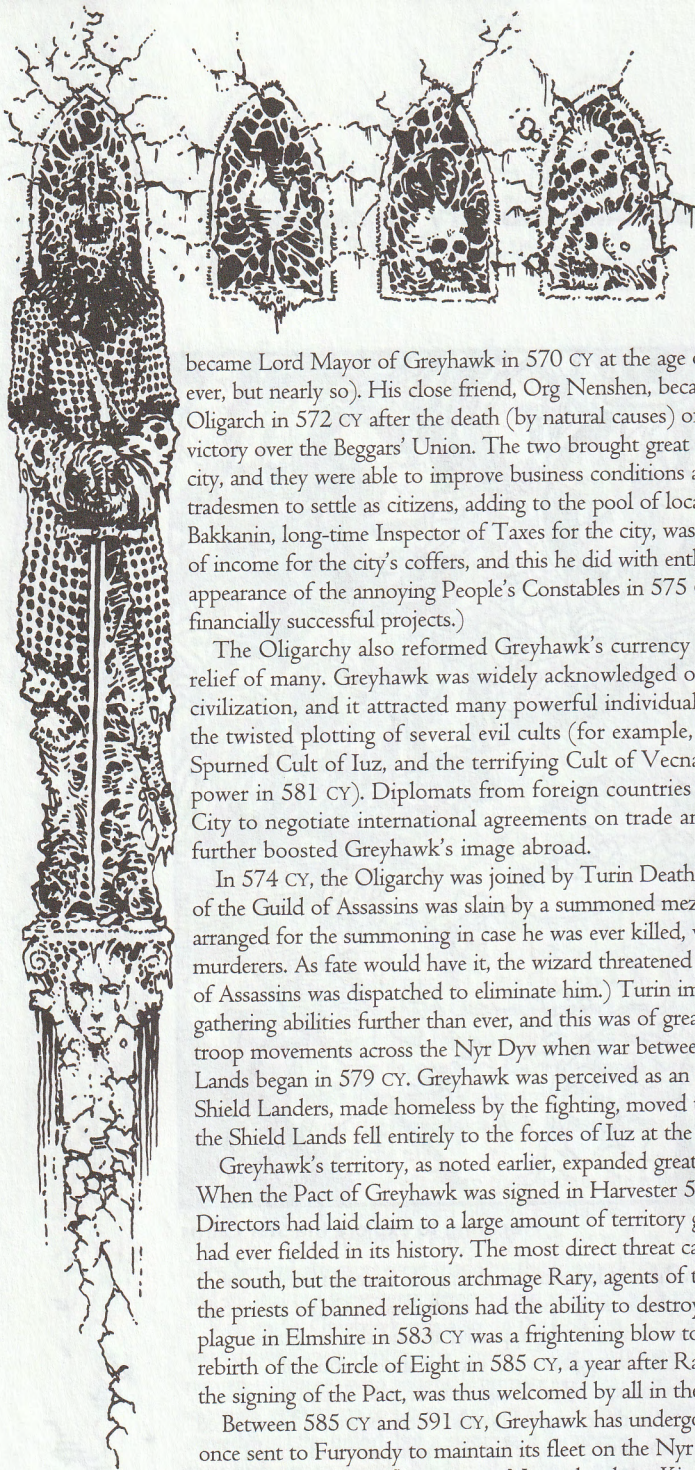 became Lord Mayor of Greyhawk in 570 CY at the age
ever, but nearly so). His close friend, Org Nenshen, beca
Oligarch in 572 CY after the death (by natural causes) o
victory over the Beggars' Union. The two brought great
city, and they were able to improve business conditions a
tradesmen to settle as citizens, adding to the pool of loca
Bakkanin, long-time Inspector of Taxes for the city, was
of income for the city's coffers, and this he did with enth
appearance of the annoying People's Constables in 575
financially successful projects.)
The Oligarchy also reformed Greyhawk's currency
relief of many. Greyhawk was widely acknowledged o
civilization, and it attracted many powerful individual
the twisted plotting of several evil cults (for example,
Spurned Cult of Iuz, and the terrifying Cult of Vecna
power in 581 CY). Diplomats from foreign countries
City to negotiate international agreements on trade a
further boosted Greyhawk's image abroad.
In 574 CY, the Oligarchy was joined by Turin Death
of the Guild of Assassins was slain by a summoned mez
arranged for the summoning in case he was ever killed,
murderers. As fate would have it, the wizard threatened
of Assassins was dispatched to eliminate him.) Turin im
gathering abilities further than ever, and this was of grea
troop movements across the Nyr Dyv when war betwee
Lands began in 579 CY. Greyhawk was perceived as an
Shield Landers, made homeless by the fighting, moved
the Shield Lands fell entirely to the forces of Iuz at the
Greyhawk's territory, as noted earlier, expanded great
When the Pact of Greyhawk was signed in Harvester 5
Directors had laid claim to a large amount of territory
had ever fielded in its history. The most direct threat ca
the south, but the traitorous archmage Rary, agents of
the priests of banned religions had the ability to destroy
plague in Elmshire in 583 CY was a frightening blow to
rebirth of the Circle of Eight in 585 CY, a year after Ra
the signing of the Pact, was thus welcomed by all in the
Between 585 CY and 591 CY, Greyhawk has undergo
once sent to Furyondy to maintain its fleet on the Nyr